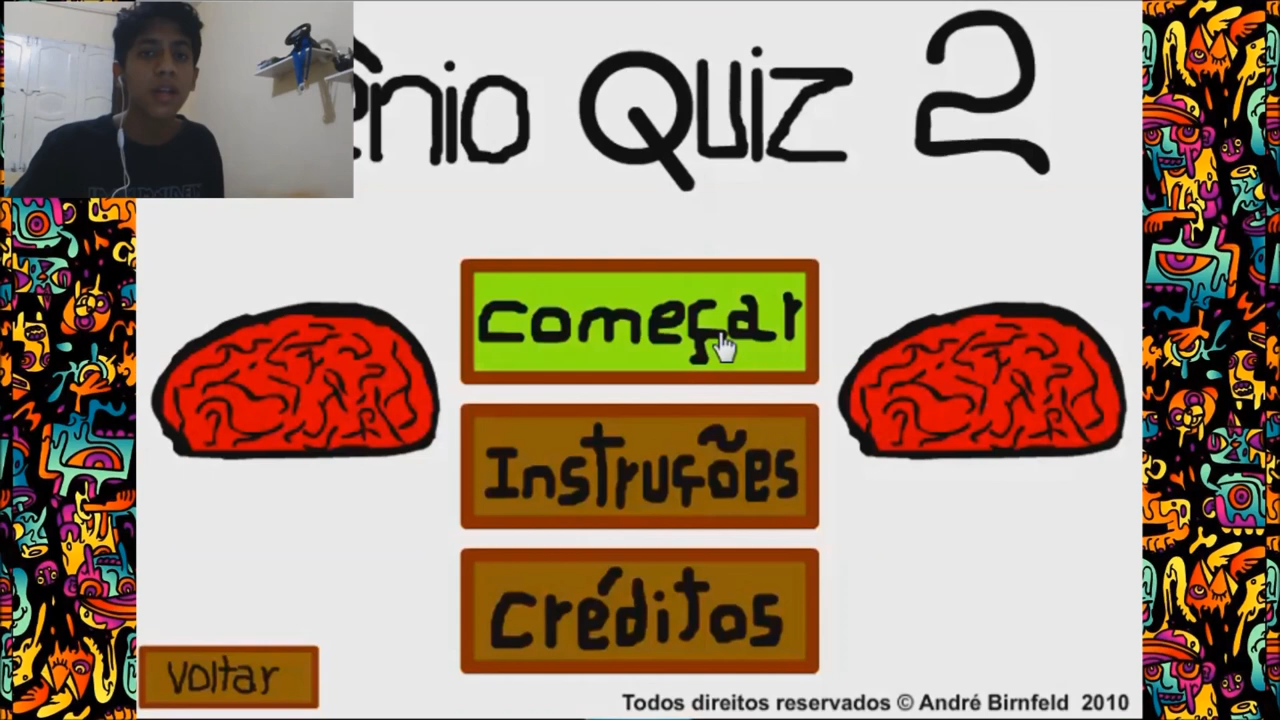 ênio Quiz 2
começar
Instruções
créditos
voltar
Todos direitos reservados © André Birnfeld 2010